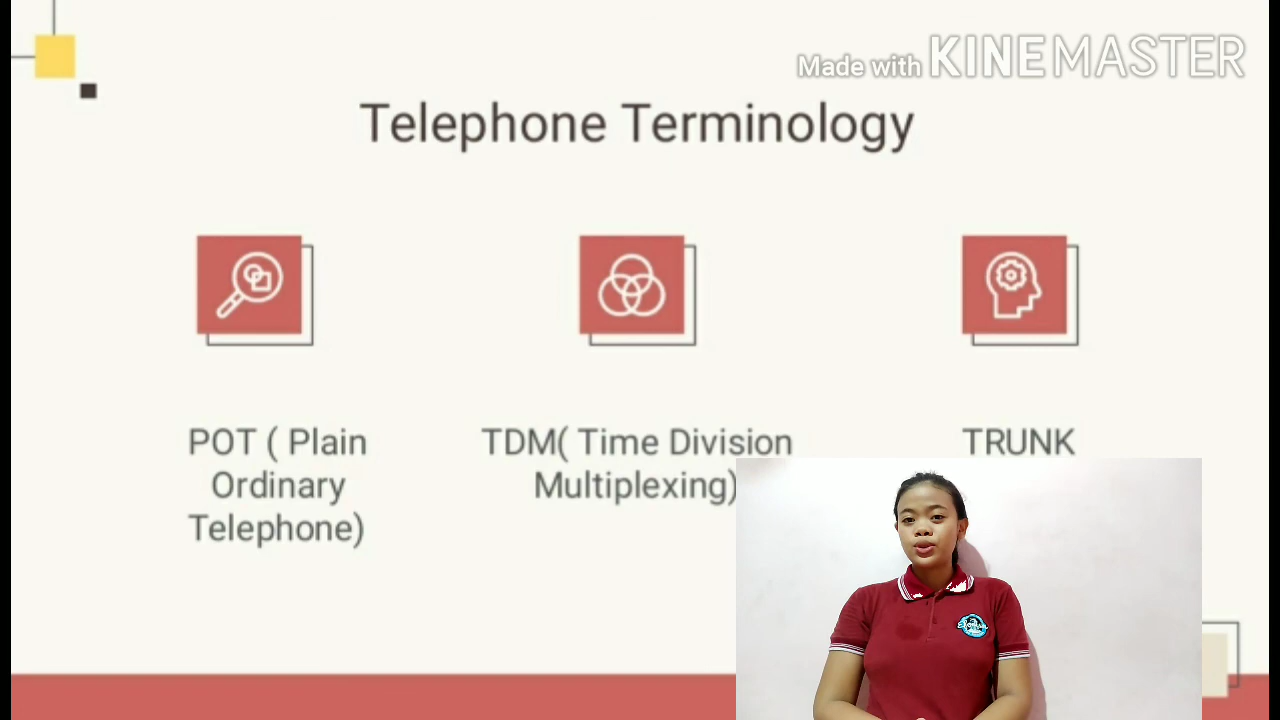 Made with KINEMASTER
Telephone Terminology
POT ( Plain
Ordinary
Telephone)
TDM( Time Division
Multiplexing)
TRUNK